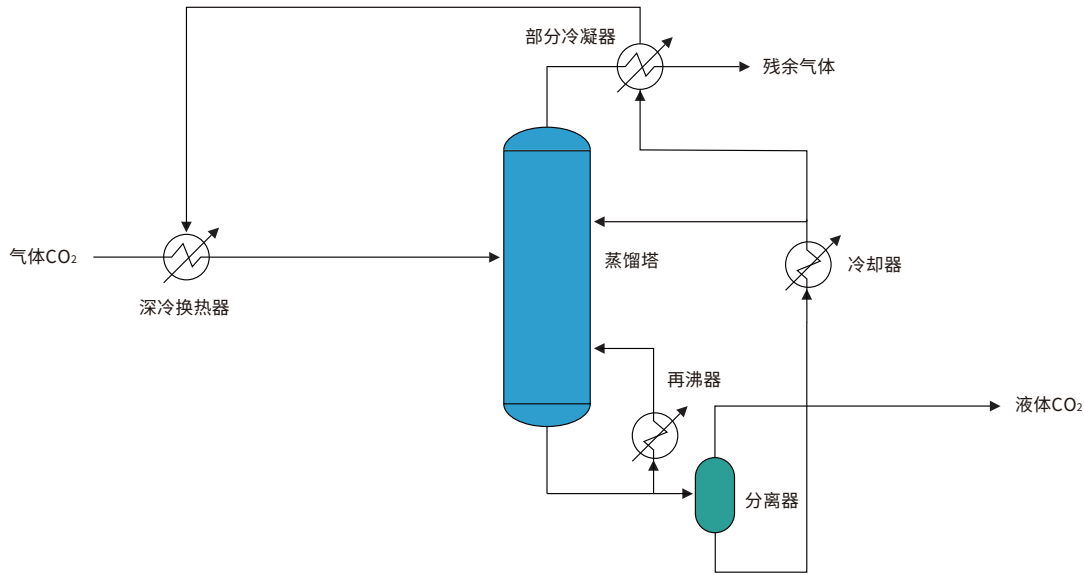 部分冷凝器
残余气体
气体CO₂
深冷换热器
蒸馏塔
冷却器
再沸器
液体CO₂
分离器